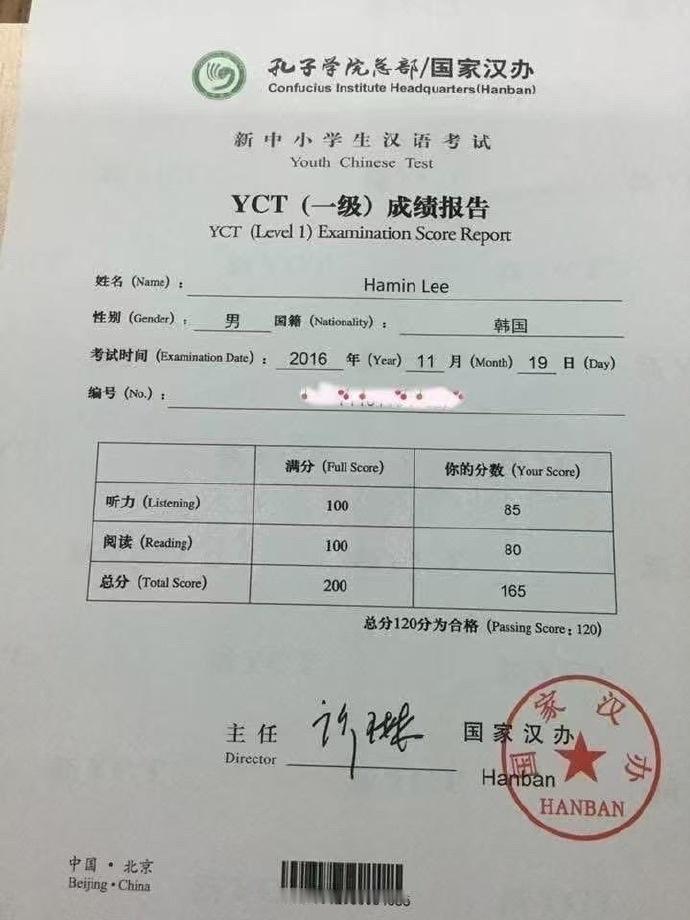 孔子学院总部/国家汉办
Confucius Institute Headquarters(Hanban)
新中小学生汉语考试
Youth Chinese Test
YCT（一级）成绩报告
YCT (Level 1) Examination Score Report
姓名 (Name)： Hamin Lee
性别 (Gender)： 男 国籍 (Nationality)： 韩国
考试时间 (Examination Date)： 2016 年 (Year) 11 月 (Month) 19 日 (Day)
编号 (No.)：
满分 (Full Score) 你的分数 (Your Score)
听力 (Listening) 100 85
阅读 (Reading) 100 80
总分 (Total Score) 200 165
总分120分为合格 (Passing Score: 120)
主任 许琳 国家汉办
Director Hanban
国家汉办
HANBAN
中国·北京
Beijing·China